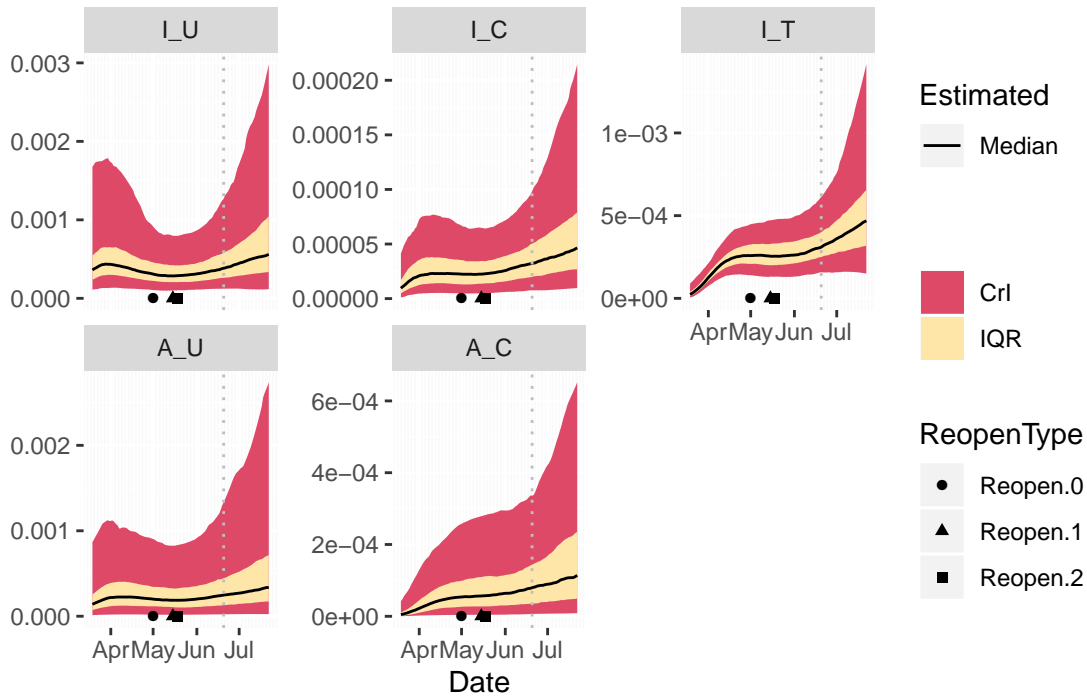 I_U
I_C
I_T
0.003
0.002
0.001
0.000
0.00020
0.00015
0.00010
0.00005
0.00000
1e−03
5e−04
0e+00
Apr May Jun Jul
A_U
A_C
0.002
0.001
0.000
6e−04
4e−04
2e−04
0e+00
Apr May Jun Jul
Apr May Jun Jul
Date
Estimated
Median
CrI
IQR
ReopenType
Reopen.0
Reopen.1
Reopen.2